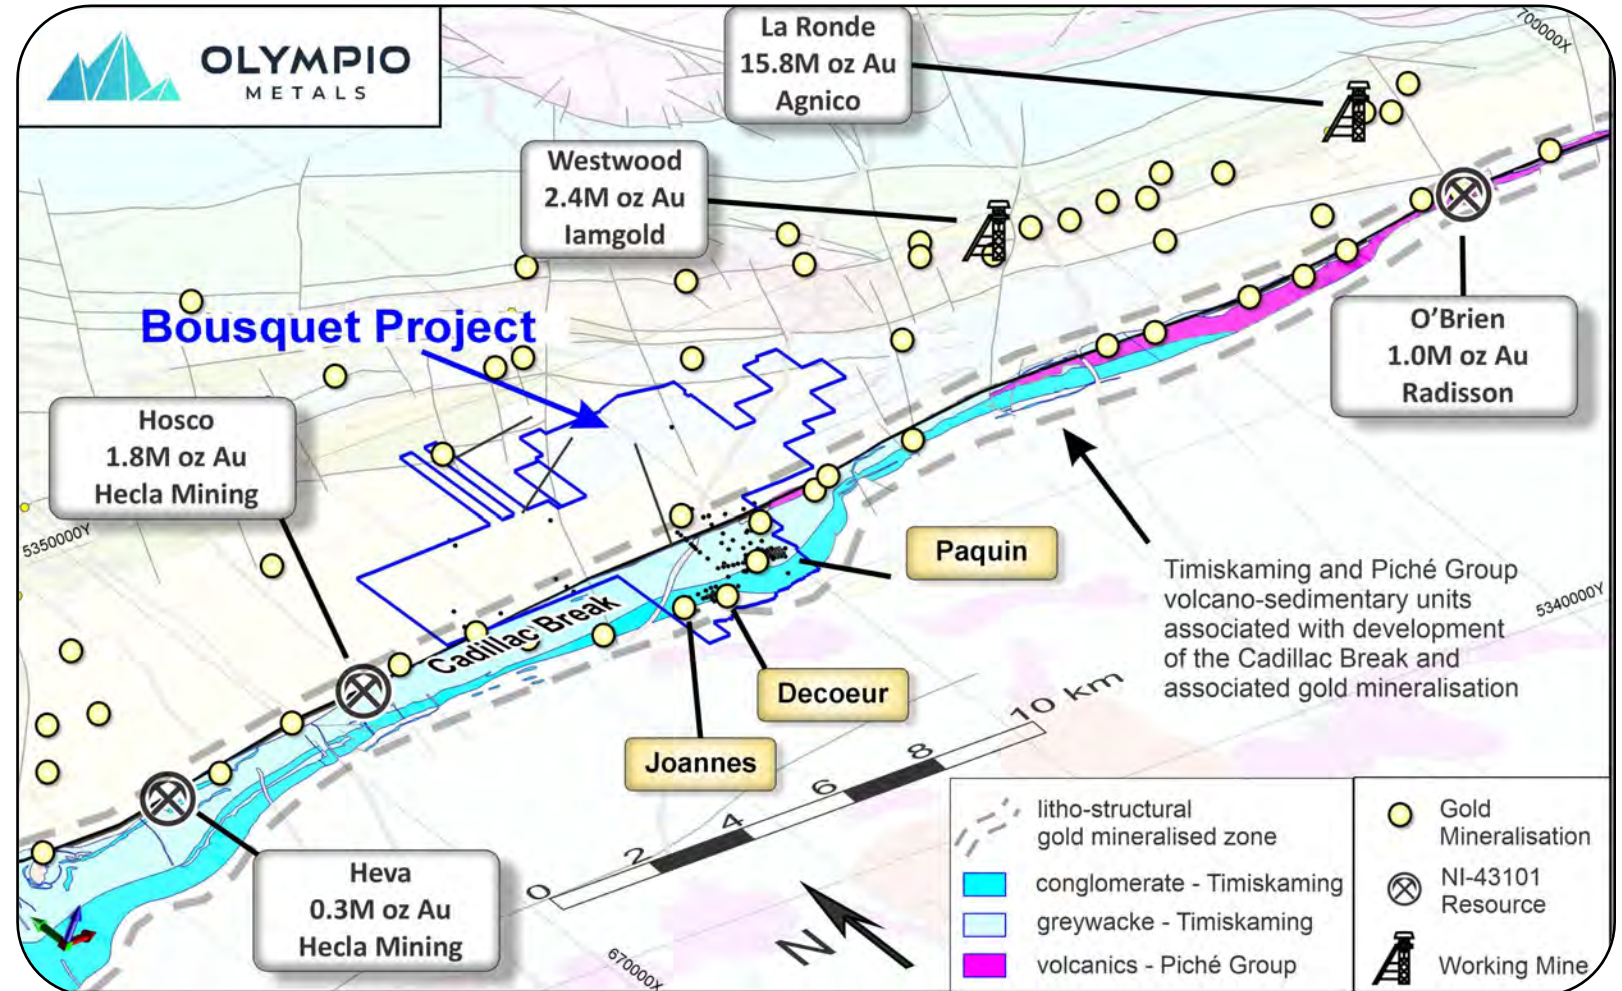 OLYMPIO
METALS
La Ronde
15.8M oz Au
Agnico
700000X
Westwood
2.4M oz Au
Iamgold
Bousquet Project
O'Brien
1.0M oz Au
Radisson
Hosco
1.8M oz Au
Hecla Mining
5350000Y
Paquin
Timiskaming and Piché Group
volcano-sedimentary units
associated with development
of the Cadillac Break and
associated gold mineralisation
5340000Y
Cadillac Break
Decoeur
Joannes
0 2 4 6 8 10 km
Heva
0.3M oz Au
Hecla Mining
670000X
N
litho-structural
gold mineralised zone
conglomerate - Timiskaming
greywacke - Timiskaming
volcanics - Piché Group
Gold
Mineralisation
NI-43101
Resource
Working Mine